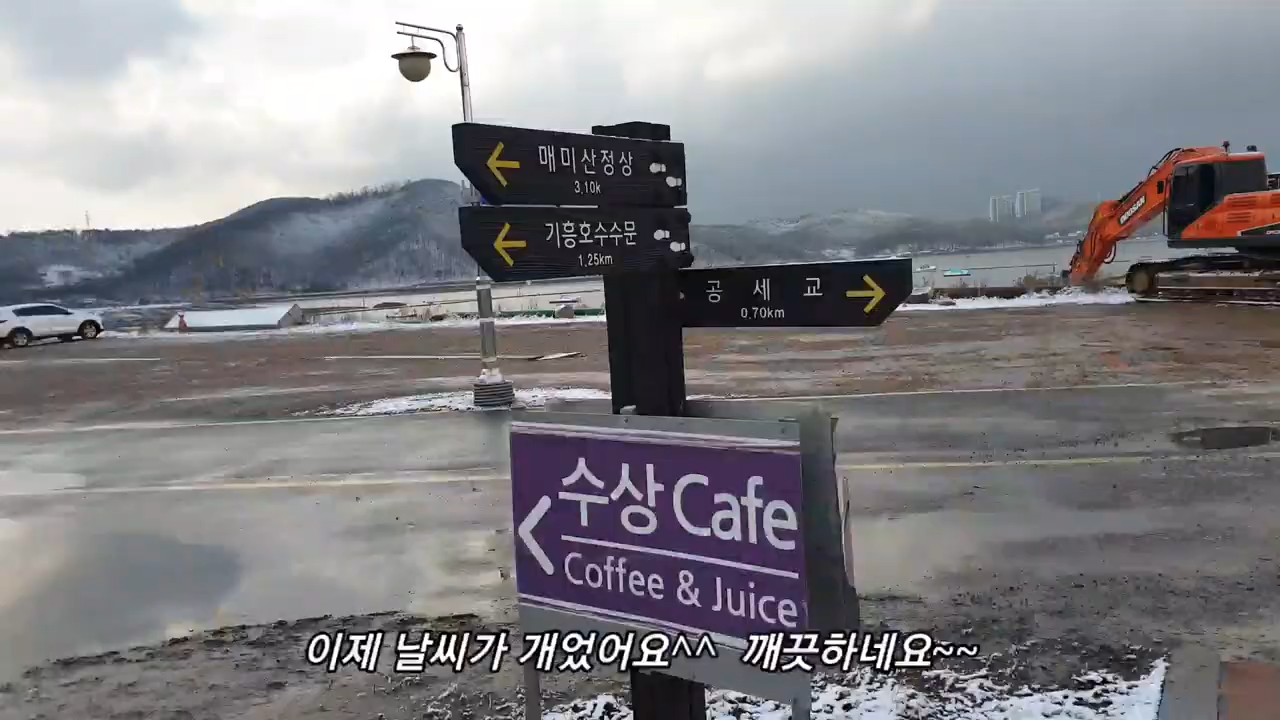 매미산정상
3.10k
기흥호수수문
1.25km
공 세 교
0.70km
DOOSAN
수상 Cafe
Coffee & Juice
이제 날씨가 개었어요^^ 깨끗하네요~~